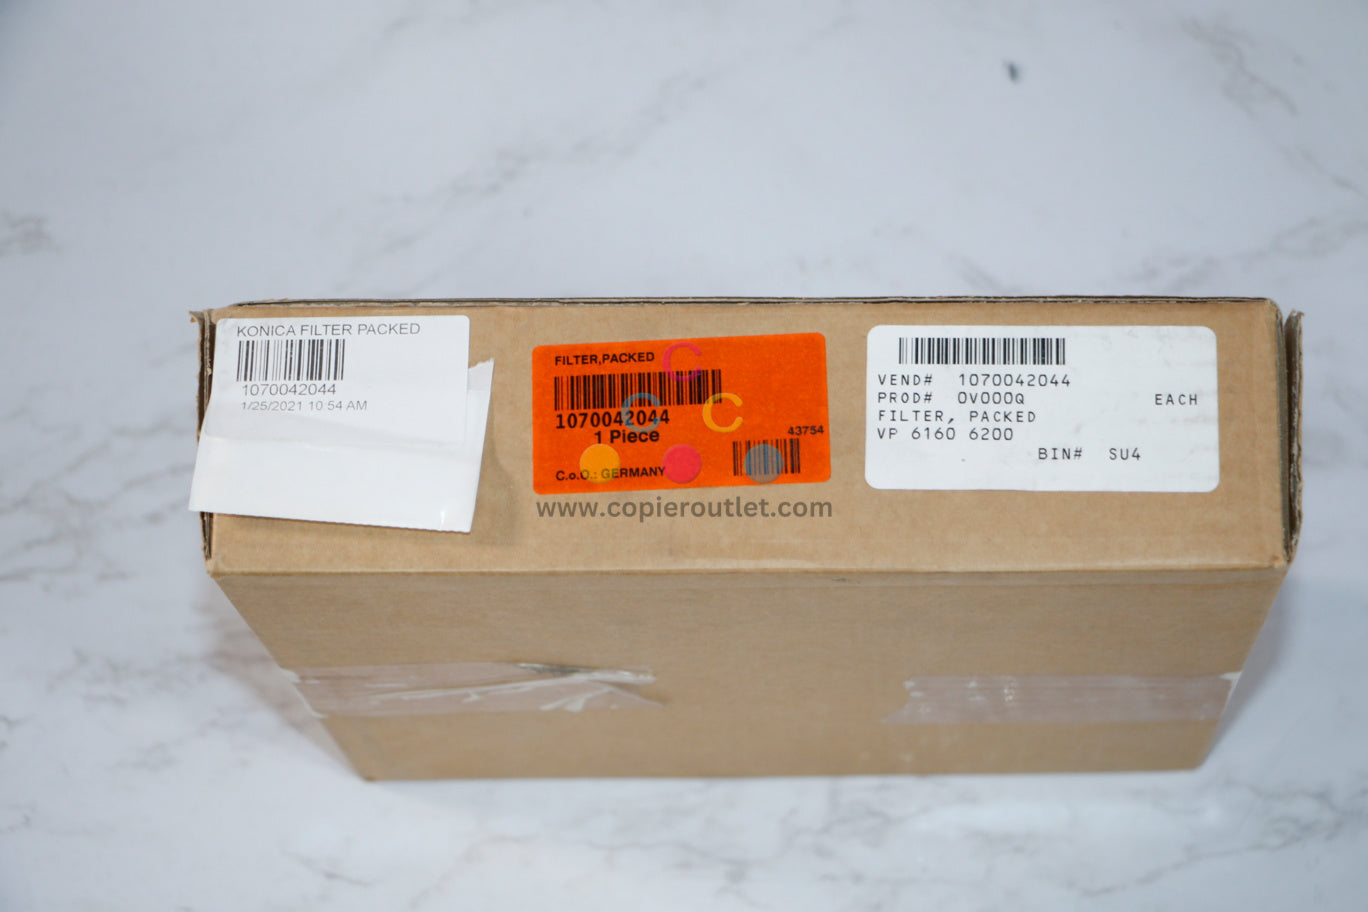 KONICA FILTER PACKED
1070042044
1/25/2021 10:54 AM
FILTER,PACKED
1070042044
1 Piece
43754
C.o.O.: GERMANY
C
C C
www.copieroutlet.com
VEND# 1070042044
PROD# 0V000Q EACH
FILTER, PACKED
VP 6160 6200
BIN# SU4